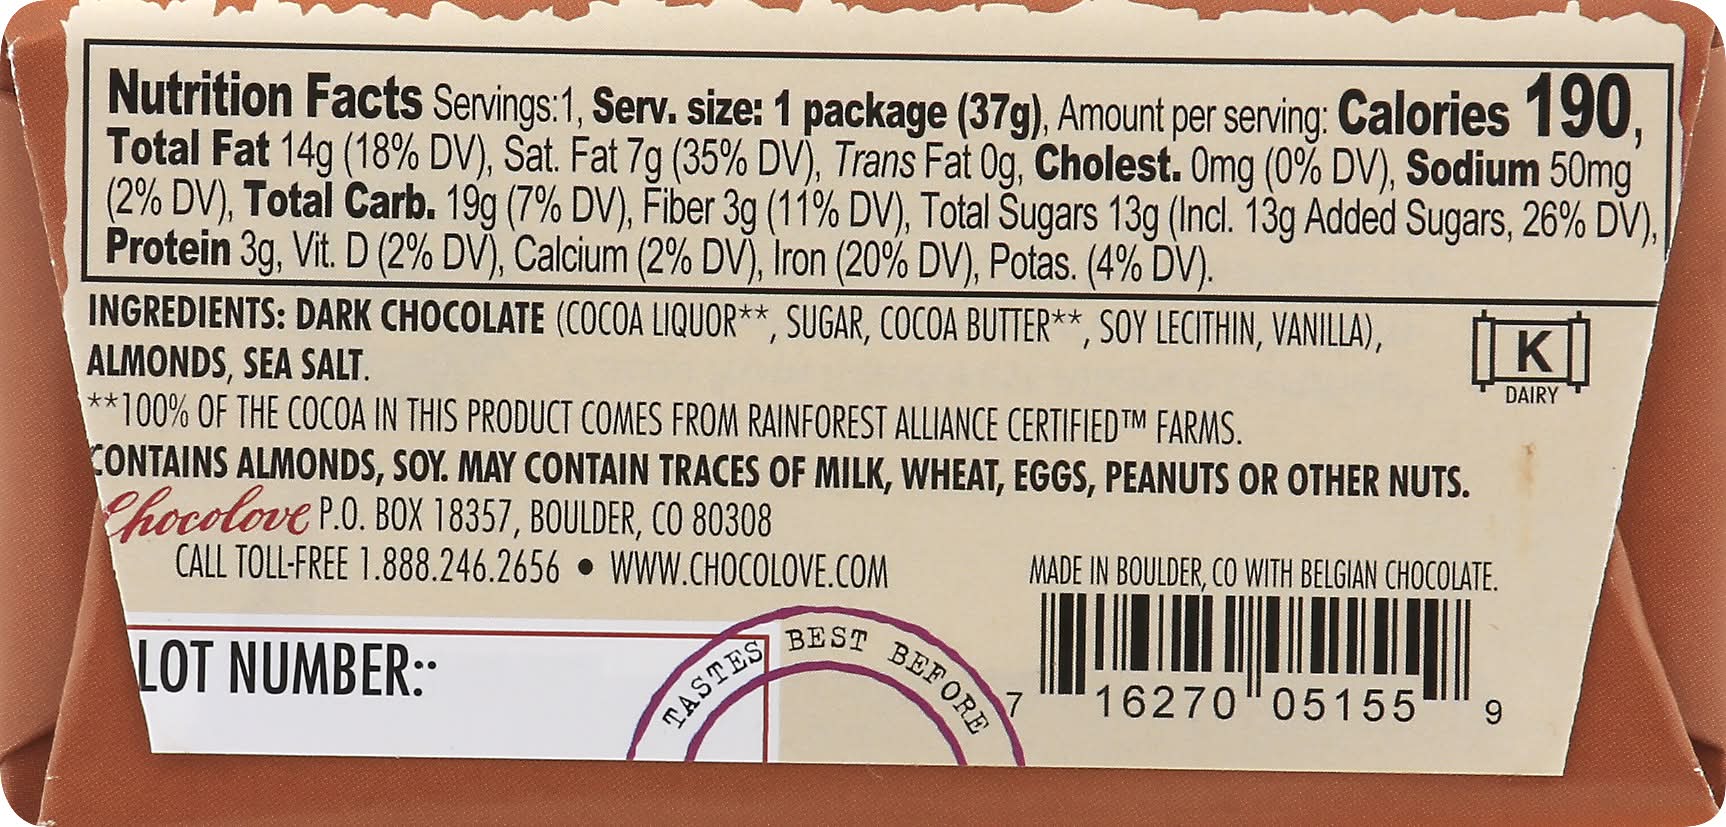 Nutrition Facts Servings:1, Serv. size: 1 package (37g), Amount per serving: Calories 190,
Total Fat 14g (18% DV), Sat. Fat 7g (35% DV), Trans Fat 0g, Cholest. 0mg (0% DV), Sodium 50mg
(2% DV), Total Carb. 19g (7% DV), Fiber 3g (11% DV), Total Sugars 13g (Incl. 13g Added Sugars, 26% DV),
Protein 3g, Vit. D (2% DV), Calcium (2% DV), Iron (20% DV), Potas. (4% DV).
INGREDIENTS: DARK CHOCOLATE (COCOA LIQUOR**, SUGAR, COCOA BUTTER**, SOY LECITHIN, VANILLA),
ALMONDS, SEA SALT.
K
DAIRY
**100% OF THE COCOA IN THIS PRODUCT COMES FROM RAINFOREST ALLIANCE CERTIFIED™ FARMS.
CONTAINS ALMONDS, SOY. MAY CONTAIN TRACES OF MILK, WHEAT, EGGS, PEANUTS OR OTHER NUTS.
Chocolove P.O. BOX 18357, BOULDER, CO 80308
CALL TOLL-FREE 1.888.246.2656 • WWW.CHOCOLOVE.COM
MADE IN BOULDER, CO WITH BELGIAN CHOCOLATE.
LOT NUMBER::
TASTES BEST BEFORE
7 16270 05155 9